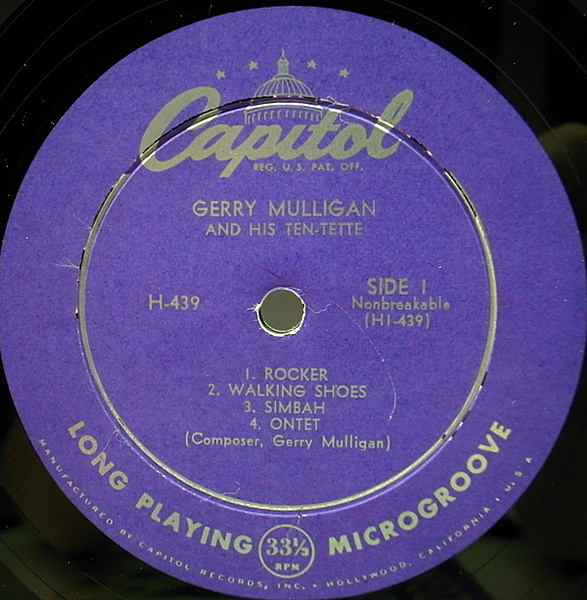 Capitol
REG. U. S. PAT. OFF.
GERRY MULLIGAN
AND HIS TEN-TETTE
H-439
SIDE 1
Nonbreakable
(H1-439)
1. ROCKER
2. WALKING SHOES
3. SIMBAH
4. ONTET
(Composer, Gerry Mulligan)
LONG PLAYING 33⅓ RPM MICROGROOVE
MANUFACTURED BY CAPITOL RECORDS, INC. • HOLLYWOOD, CALIFORNIA, U.S.A